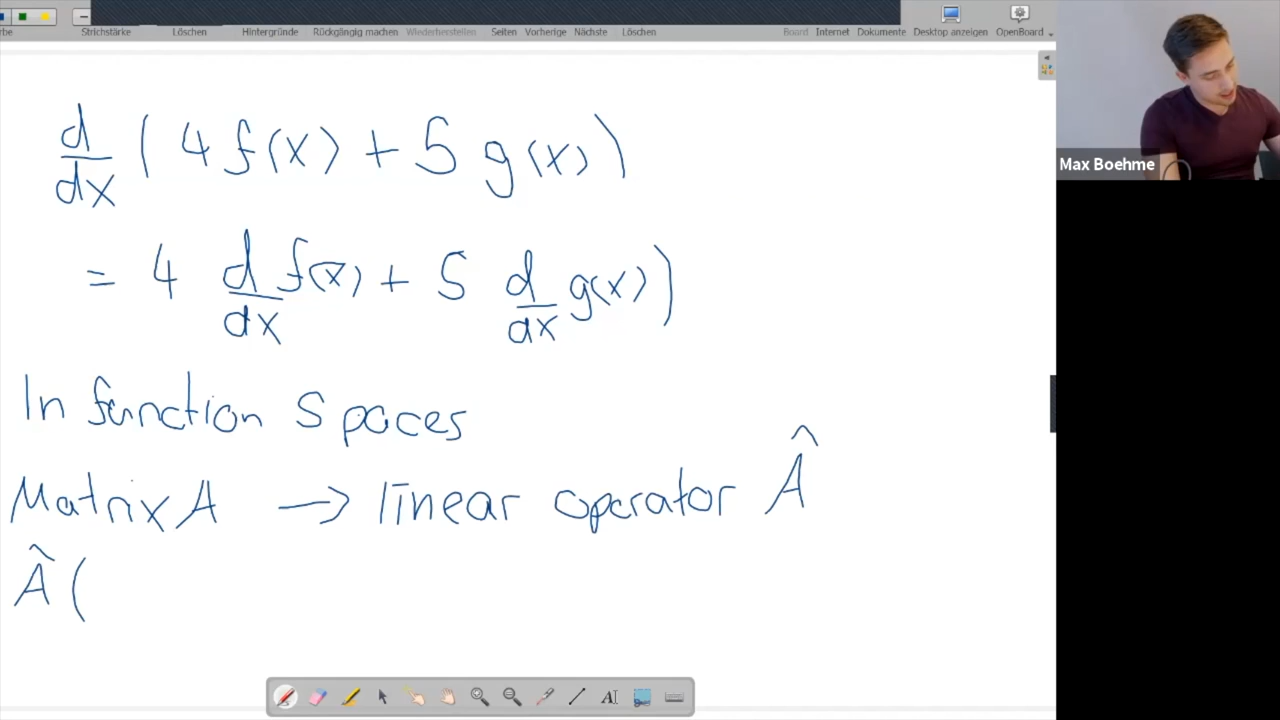 rbe Strichstärke Löschen Hintergründe Rückgängig machen Wiederherstellen Seiten Vorherige Nächste Löschen Board Internet Dokumente Desktop anzeigen OpenBoard
d/dx ( 4 f(x) + 5 g(x) )
= 4 d/dx f(x) + 5 d/dx g(x) )
In function spaces
Matrix A → linear operator Â
Â (
Max Boehme